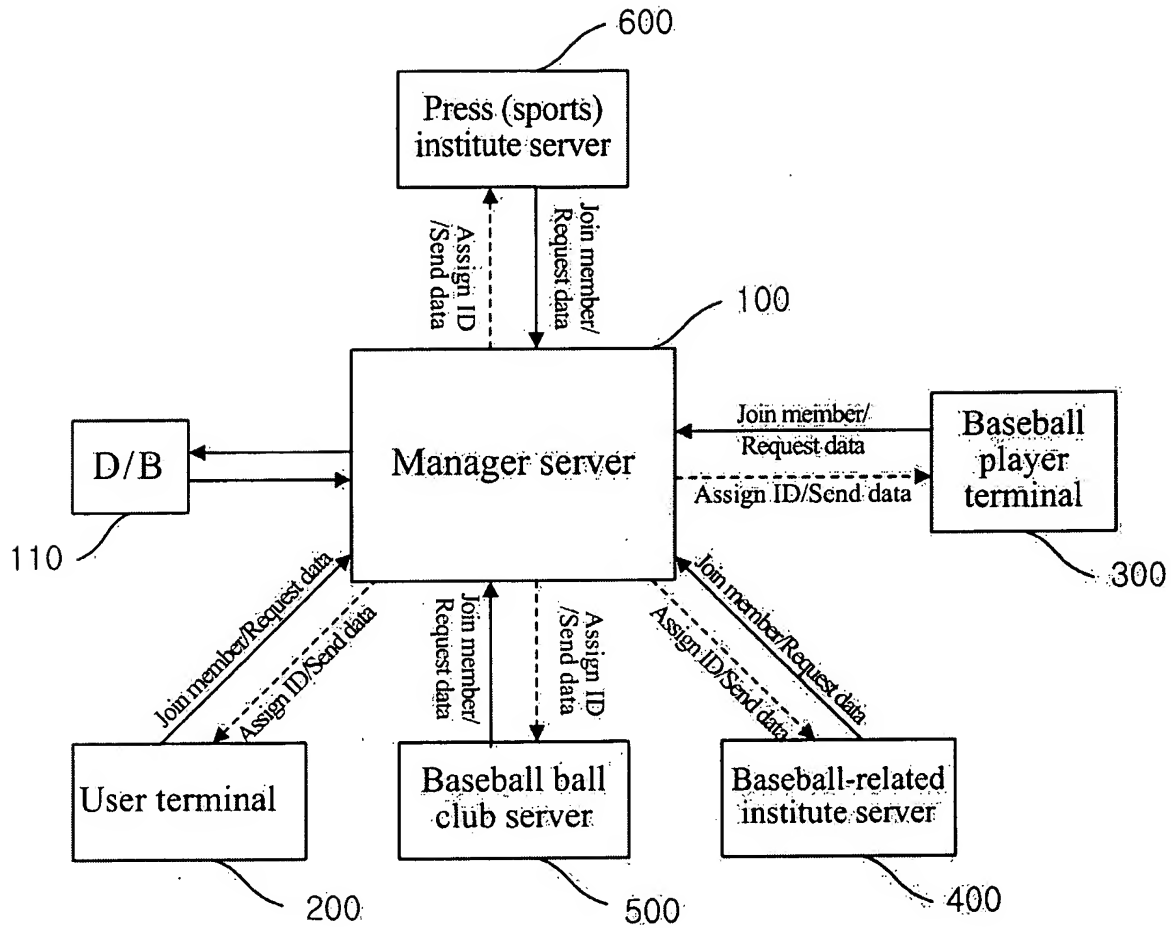 600
Press (sports)
institute server
Assign ID
/Send data
Join member/
Request data
100
Manager server
D/B
110
Join member/
Request data
Assign ID/Send data
Baseball
player
terminal
300
Join member/Request data
Assign ID/Send data
Join member/
Request data
Assign ID
/Send data
Join member/Request data
Assign ID/Send data
User terminal
200
Baseball ball
club server
500
Baseball-related
institute server
400